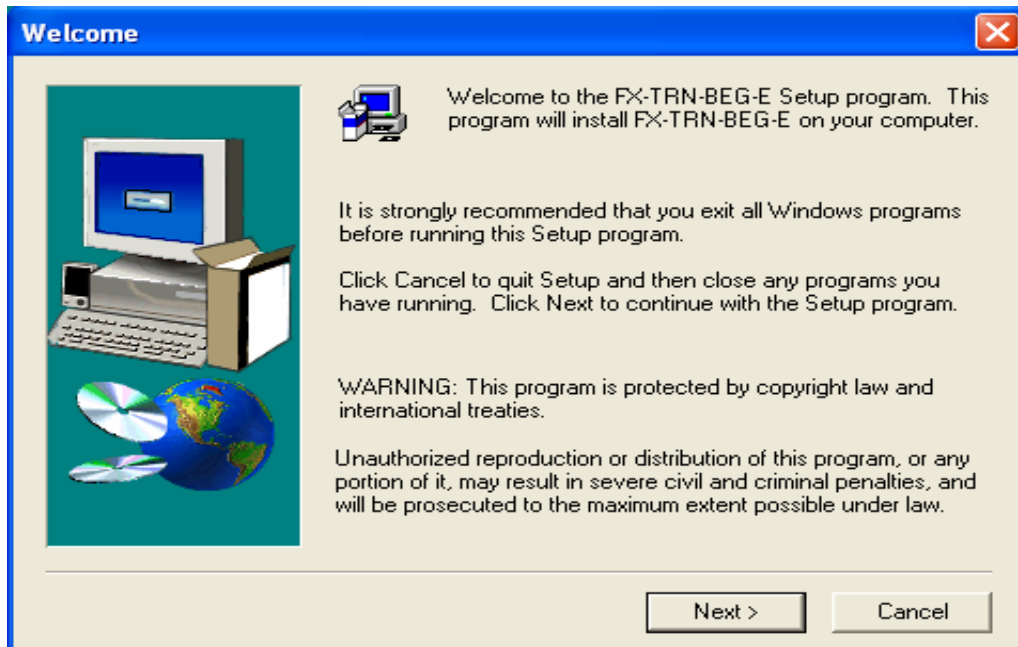 Welcome
Welcome to the FX-TRN-BEG-E Setup program. This
program will install FX-TRN-BEG-E on your computer.
It is strongly recommended that you exit all Windows programs
before running this Setup program.
Click Cancel to quit Setup and then close any programs you
have running. Click Next to continue with the Setup program.
WARNING: This program is protected by copyright law and
international treaties.
Unauthorized reproduction or distribution of this program, or any
portion of it, may result in severe civil and criminal penalties, and
will be prosecuted to the maximum extent possible under law.
Next >
Cancel